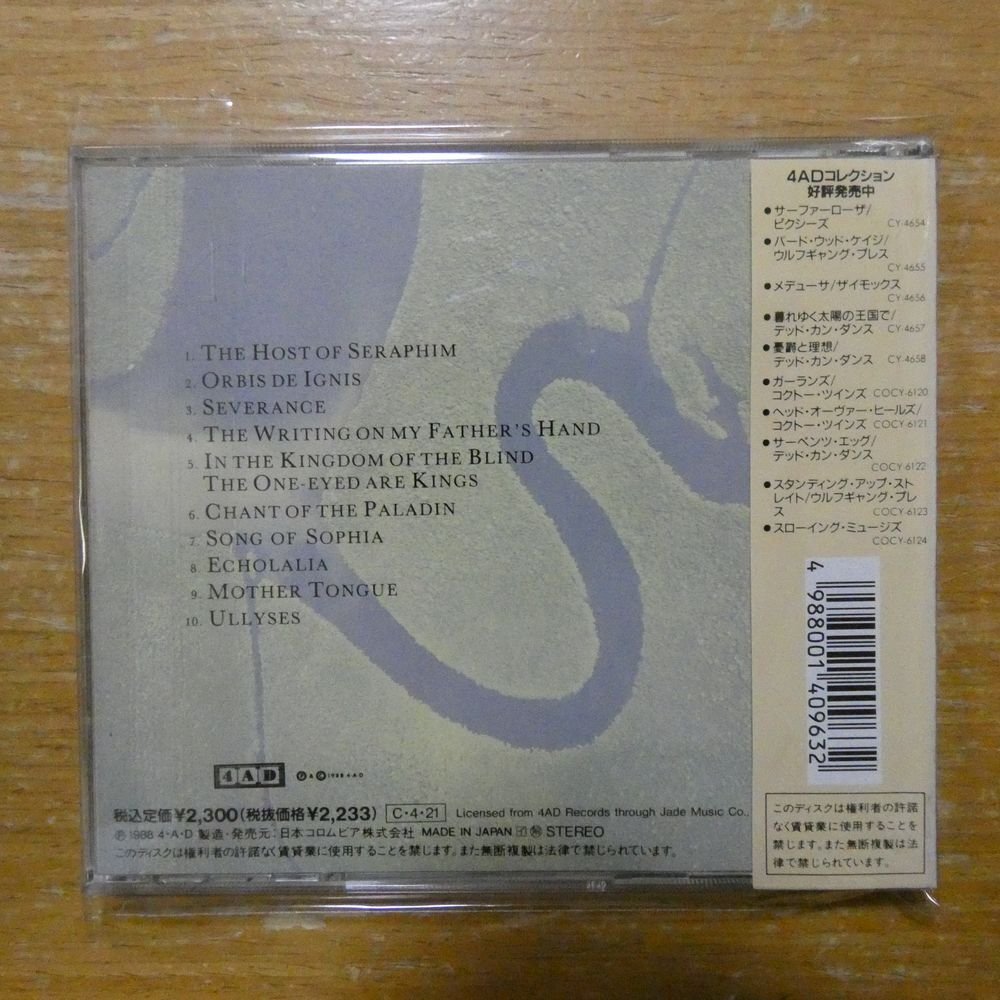 1. THE HOST OF SERAPHIM
2. ORBIS DE IGNIS
3. SEVERANCE
4. THE WRITING ON MY FATHER'S HAND
5. IN THE KINGDOM OF THE BLIND
THE ONE-EYED ARE KINGS
6. CHANT OF THE PALADIN
7. SONG OF SOPHIA
8. ECHOLALIA
9. MOTHER TONGUE
10. ULLYSES
4AD ℗ & © 1988 4·A·D
税込定価¥2,300(税抜価格¥2,233) C·4·21 Licensed from 4AD Records through Jade Music Co.,
℗ 1988 4·A·D 製造・発売元:日本コロムビア株式会社 MADE IN JAPAN STEREO
このディスクは権利者の許諾なく賃貸業に使用することを禁じます。また無断複製は法律で禁じられています。
4ADコレクション
好評発売中
●サーファーローザ/
ピクシーズ CY-4654
●バード・ウッド・ケイジ/
ウルフギャング・プレス
CY-4655
●メデューサ/ザイモックス
CY-4656
●暮れゆく太陽の王国で/
デッド・カン・ダンス CY-4657
●憂爵と理想/
デッド・カン・ダンス CY-4658
●ガーランズ/
コクトー・ツインズ COCY-6120
●ヘッド・オーヴァー・ヒールズ/
コクトー・ツインズ COCY-6121
●サーペンツ・エッグ/
デッド・カン・ダンス
COCY-6122
●スタンディング・アップ・スト
レイト/ウルフギャング・プレ
ス COCY-6123
●スローイング・ミュージズ
COCY-6124
4 988001 409632
このディスクは権利者の許諾
なく賃貸業に使用することを
禁じます。また無断複製は法
律で禁じられています。